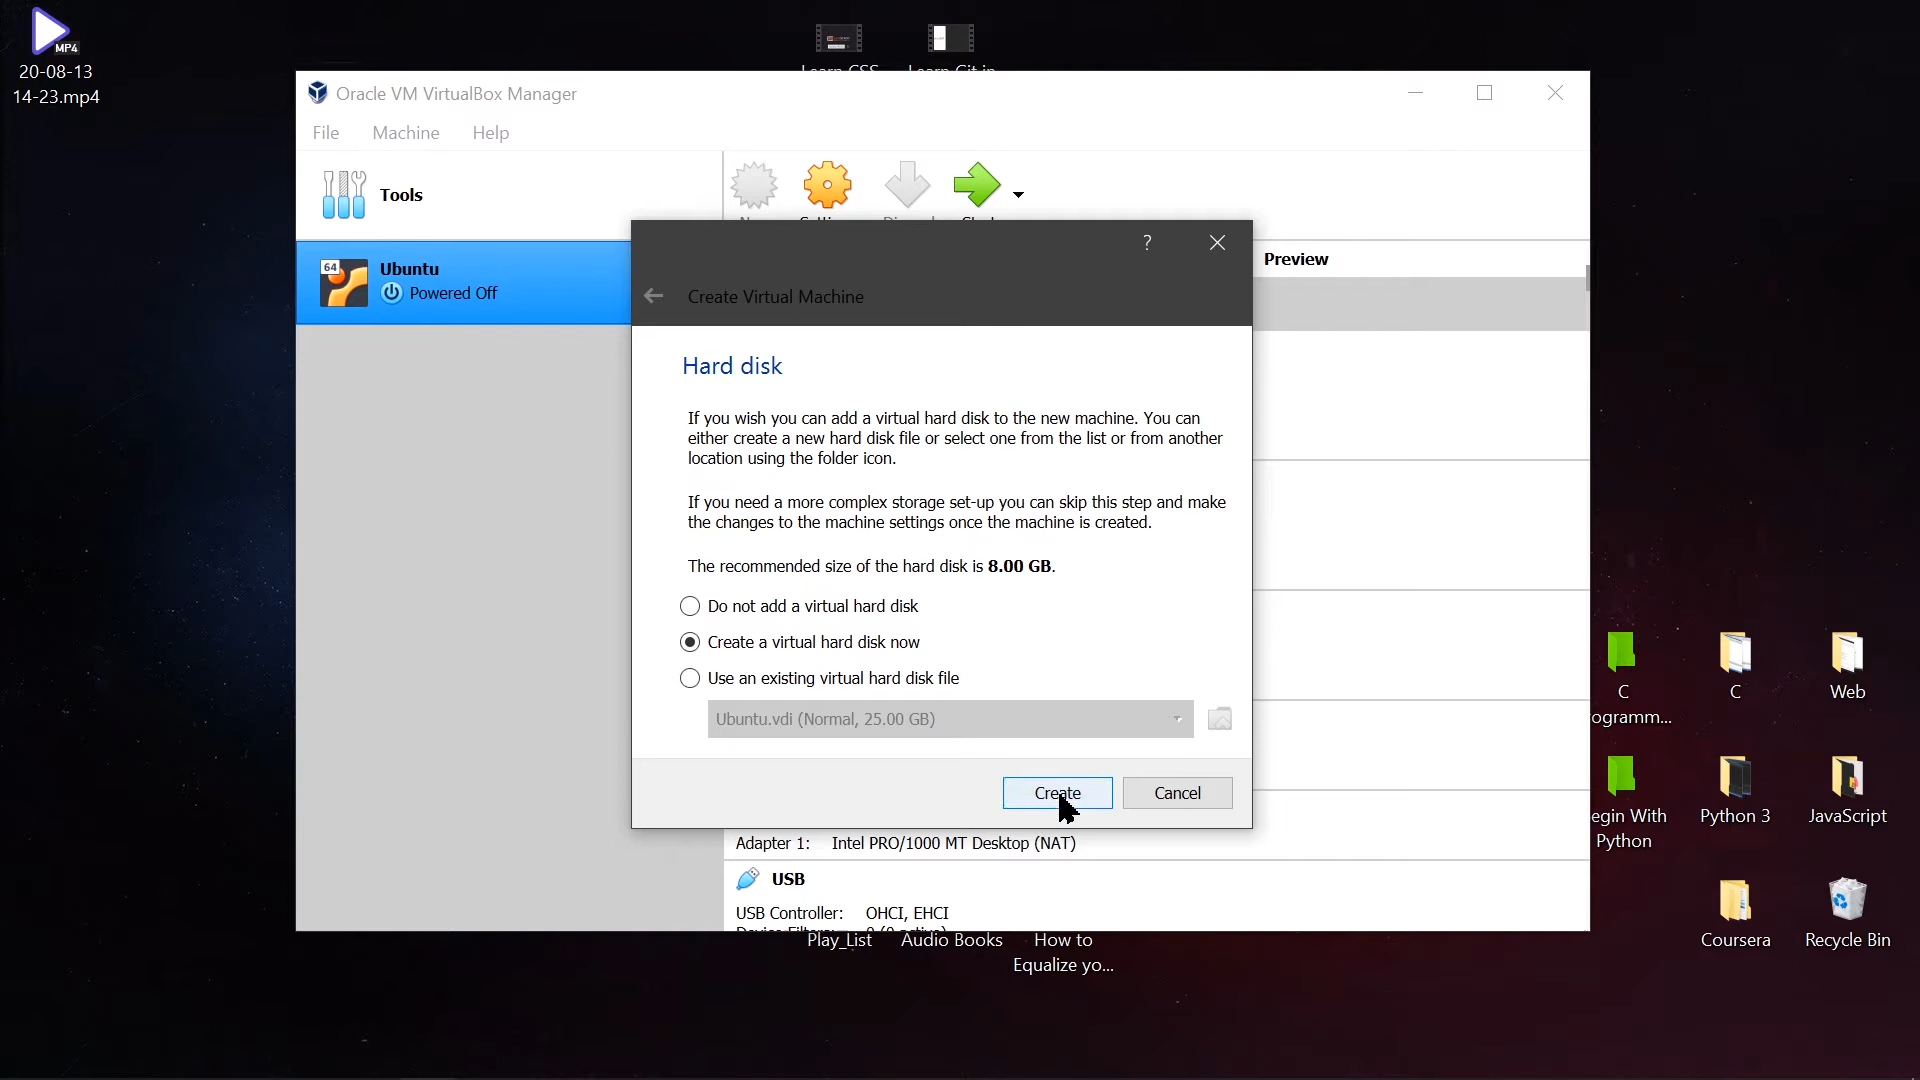 MP4
20-08-13
14-23.mp4
Oracle VM VirtualBox Manager
File Machine Help
Tools
64
Ubuntu
Powered Off
Preview
?
Create Virtual Machine
Hard disk
If you wish you can add a virtual hard disk to the new machine. You can
either create a new hard disk file or select one from the list or from another
location using the folder icon.
If you need a more complex storage set-up you can skip this step and make
the changes to the machine settings once the machine is created.
The recommended size of the hard disk is 8.00 GB.
Do not add a virtual hard disk
Create a virtual hard disk now
Use an existing virtual hard disk file
Ubuntu.vdi (Normal, 25.00 GB)
Create Cancel
Adapter 1: Intel PRO/1000 MT Desktop (NAT)
USB
USB Controller: OHCI, EHCI
Play_List
Audio Books
How to
Equalize yo...
C
ogramm...
C
Web
egin With
Python
Python 3
JavaScript
Coursera
Recycle Bin